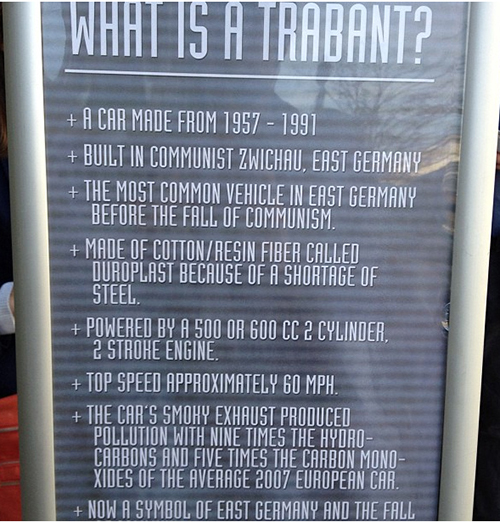 WHAT IS A TRABANT?
+ A CAR MADE FROM 1957 - 1991
+ BUILT IN COMMUNIST ZWICHAU, EAST GERMANY
+ THE MOST COMMON VEHICLE IN EAST GERMANY
BEFORE THE FALL OF COMMUNISM.
+ MADE OF COTTON/RESIN FIBER CALLED
DUROPLAST BECAUSE OF A SHORTAGE OF
STEEL.
+ POWERED BY A 500 OR 600 CC 2 CYLINDER,
2 STROKE ENGINE.
+ TOP SPEED APPROXIMATELY 60 MPH.
+ THE CAR'S SMOKY EXHAUST PRODUCED
POLLUTION WITH NINE TIMES THE HYDRO-
CARBONS AND FIVE TIMES THE CARBON MONO-
XIDES OF THE AVERAGE 2007 EUROPEAN CAR.
+ NOW A SYMBOL OF EAST GERMANY AND THE FALL